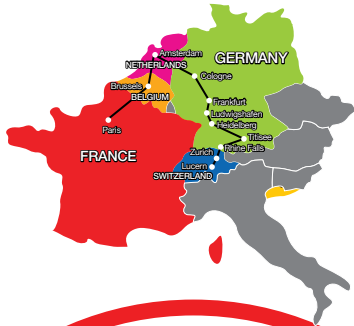 Amsterdam
NETHERLANDS
GERMANY
Cologne
Brussels
BELGIUM
Frankfurt
Ludwigshafen
Heidelberg
Paris
Titisee
Rhine Falls
Zurich
FRANCE
Lucern
SWITZERLAND